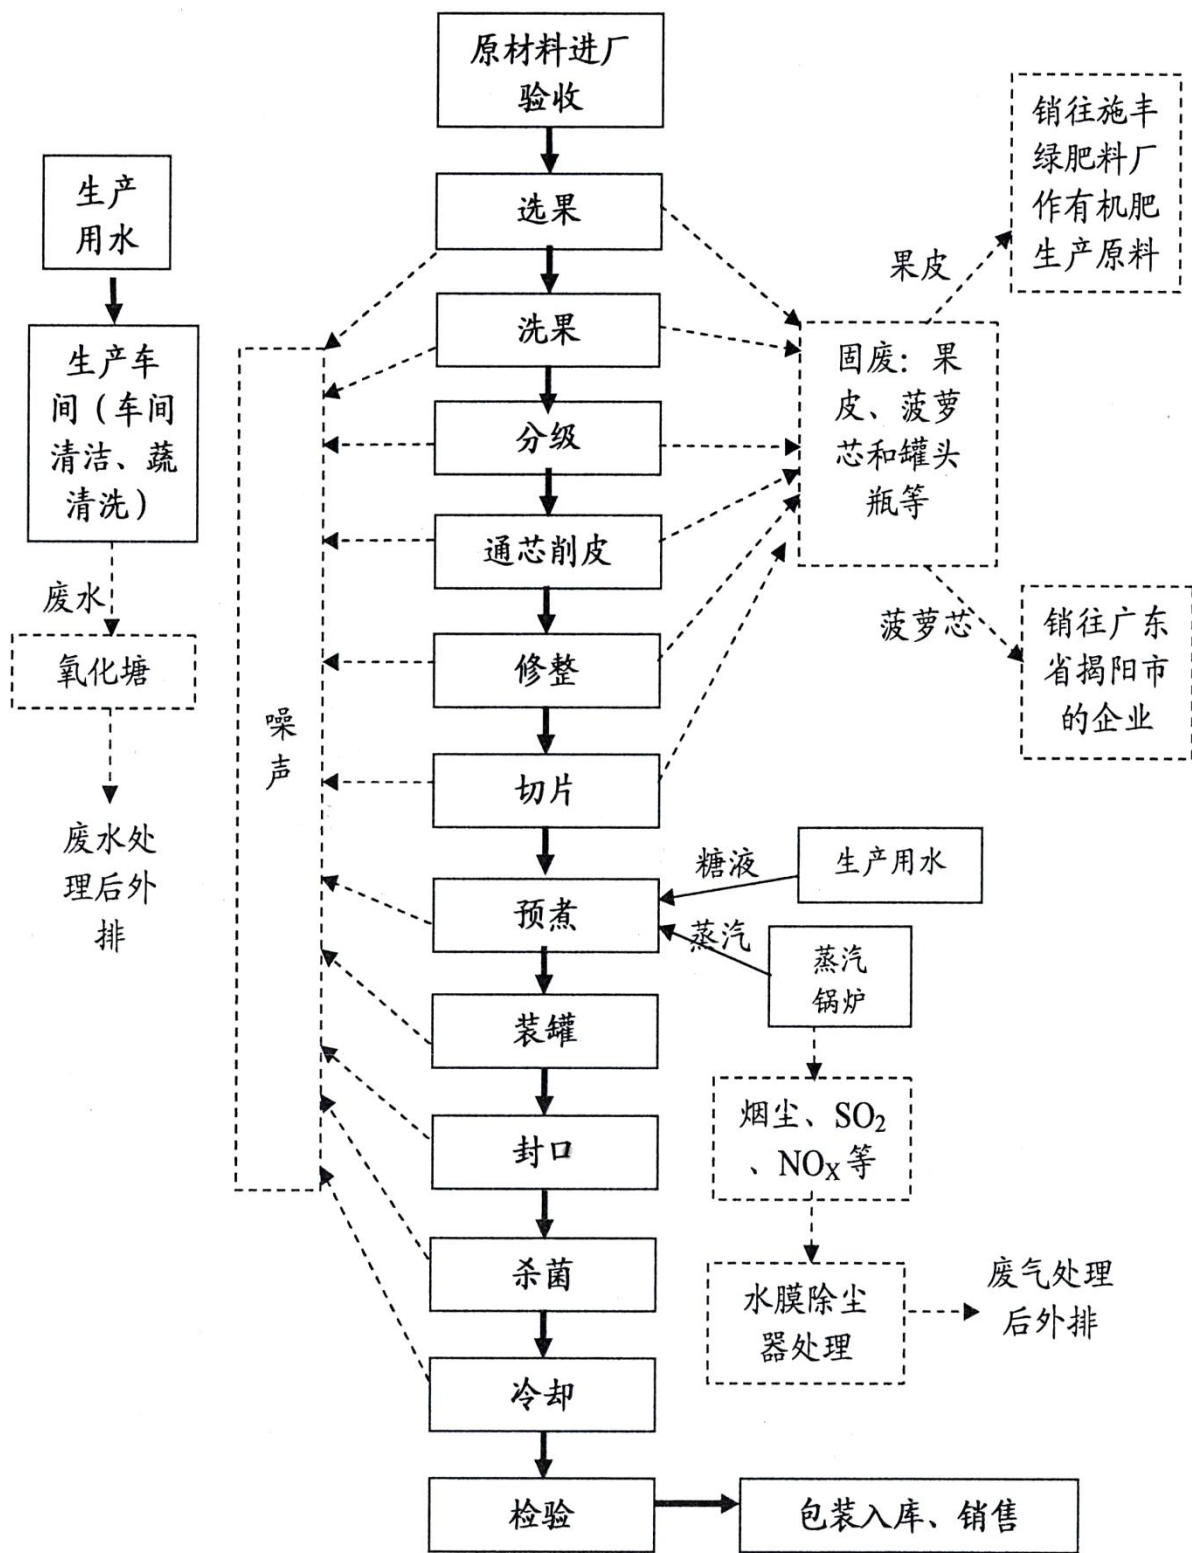 原材料进厂
验收
选果
洗果
分级
通芯削皮
修整
切片
预煮
装罐
封口
杀菌
冷却
检验
包装入库、销售
生产
用水
生产车
间（车间
清洁、蔬
清洗）
废水
氧化塘
废水处
理后外
排
噪
声
固废：果
皮、菠萝
芯和罐头
瓶等
果皮
销往施丰
绿肥料厂
作有机肥
生产原料
菠萝芯
销往广东
省揭阳市
的企业
糖液
生产用水
蒸汽
蒸汽
锅炉
烟尘、SO₂
、NOX等
水膜除尘
器处理
废气处理
后外排